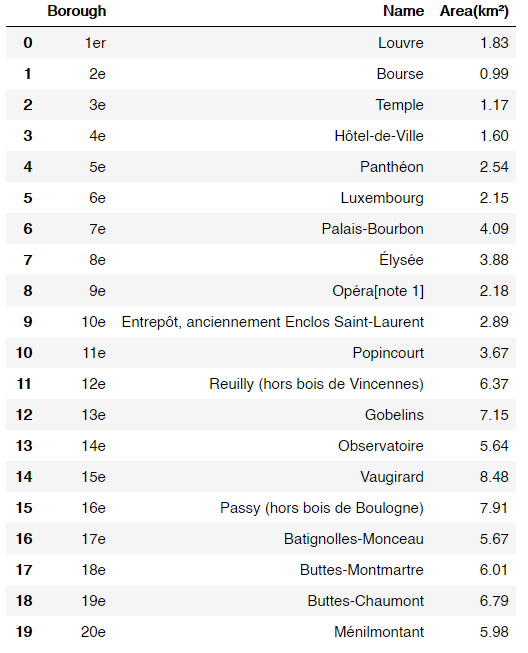 Borough Name Area(km²)
0 1er Louvre 1.83
1 2e Bourse 0.99
2 3e Temple 1.17
3 4e Hôtel-de-Ville 1.60
4 5e Panthéon 2.54
5 6e Luxembourg 2.15
6 7e Palais-Bourbon 4.09
7 8e Élysée 3.88
8 9e Opéra[note 1] 2.18
9 10e Entrepôt, anciennement Enclos Saint-Laurent 2.89
10 11e Popincourt 3.67
11 12e Reuilly (hors bois de Vincennes) 6.37
12 13e Gobelins 7.15
13 14e Observatoire 5.64
14 15e Vaugirard 8.48
15 16e Passy (hors bois de Boulogne) 7.91
16 17e Batignolles-Monceau 5.67
17 18e Buttes-Montmartre 6.01
18 19e Buttes-Chaumont 6.79
19 20e Ménilmontant 5.98